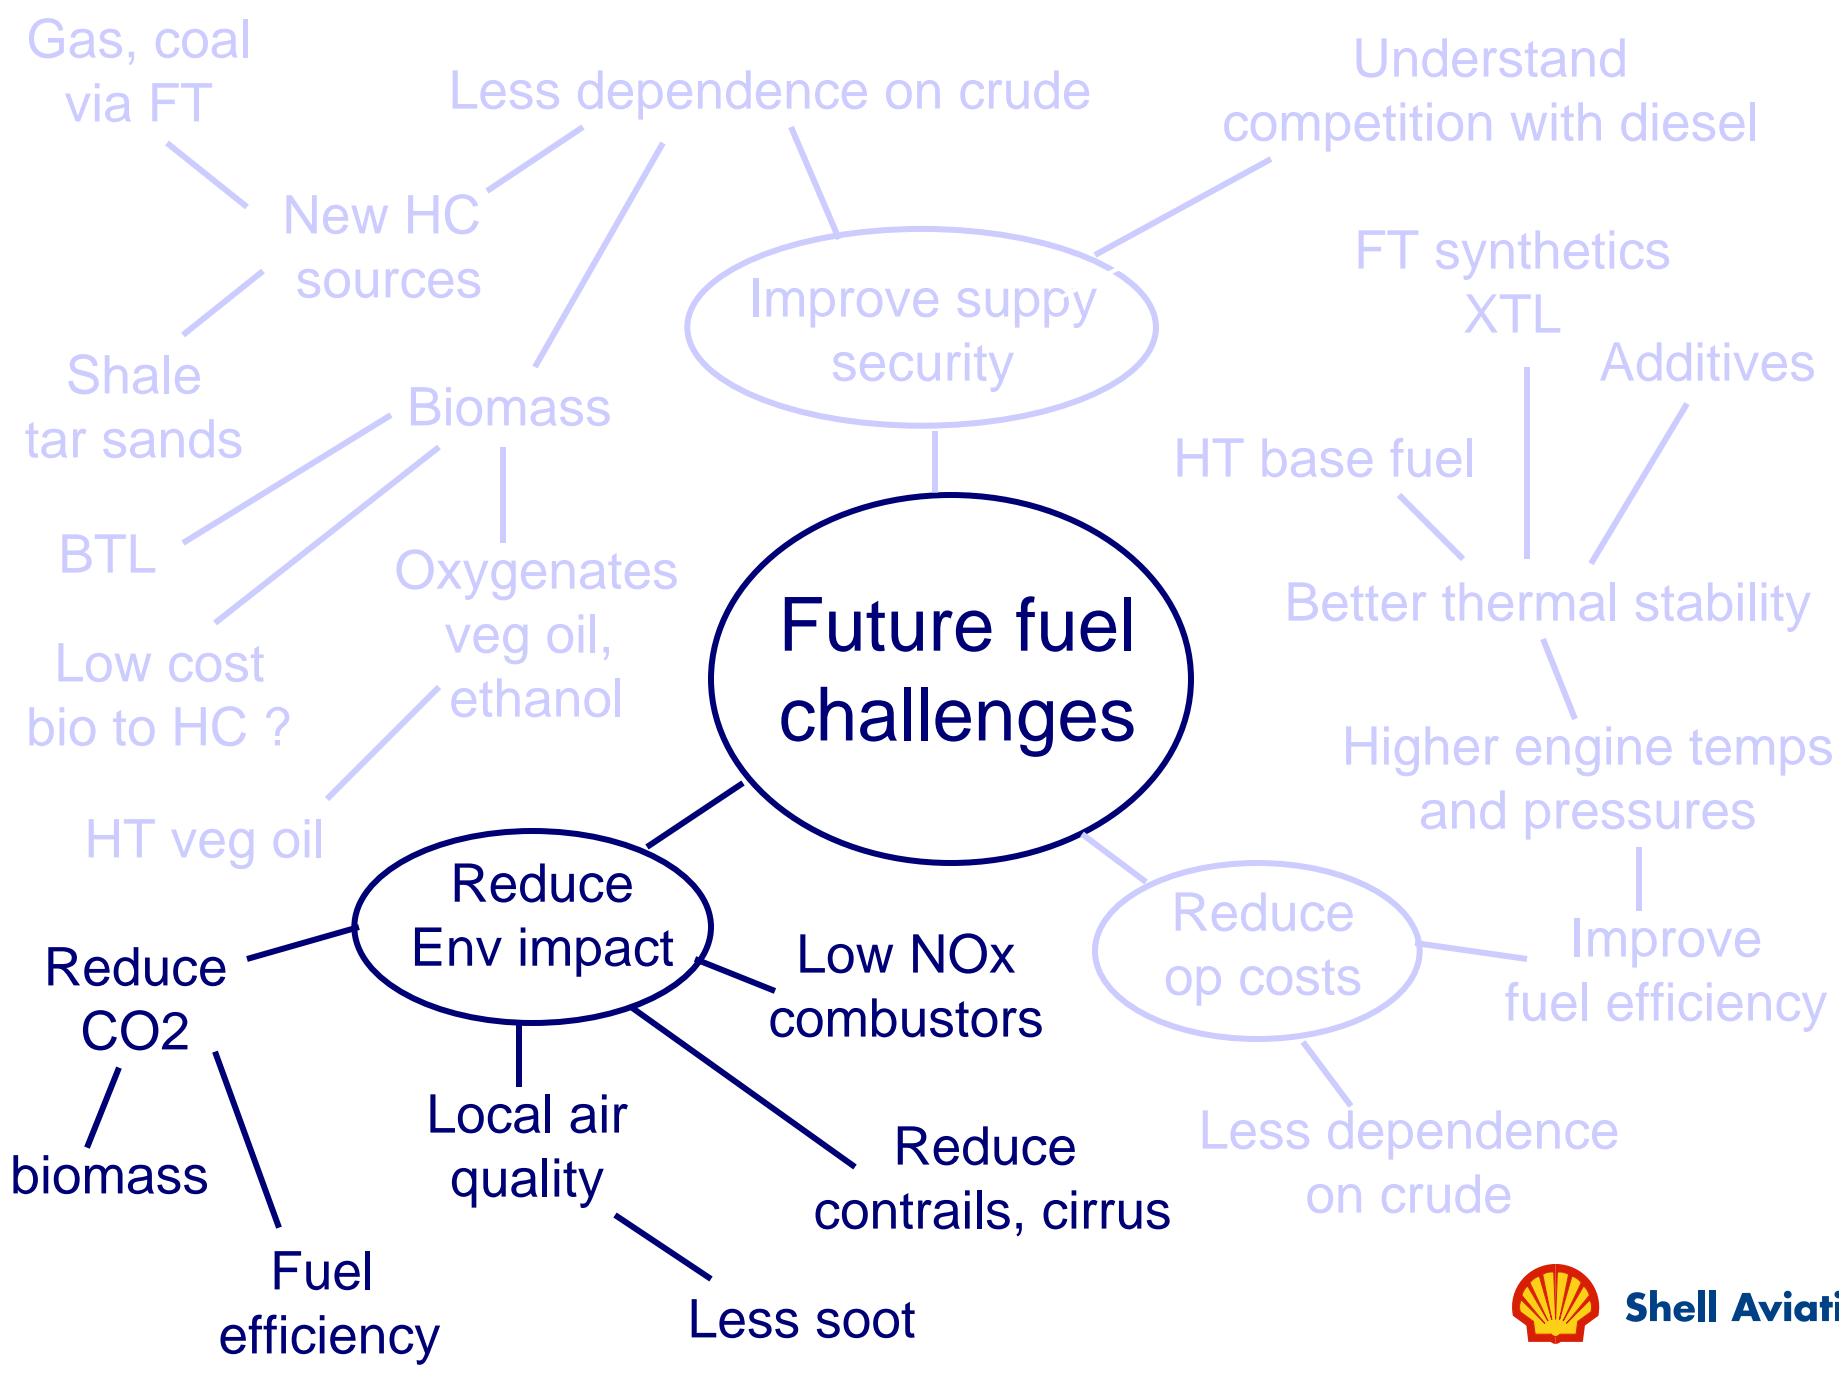 Gas, coal
via FT
Less dependence on crude
Understand
competition with diesel
New HC
sources
FT synthetics
XTL
Improve suppy
security
Shale
tar sands
Biomass
Additives
HT base fuel
BTL
Oxygenates
veg oil,
ethanol
Future fuel
challenges
Better thermal stability
Low cost
bio to HC ?
Higher engine temps
and pressures
HT veg oil
Reduce
Env impact
Reduce
op costs
Improve
fuel efficiency
Reduce
CO2
Low NOx
combustors
Local air
quality
Reduce
contrails, cirrus
Less dependence
on crude
biomass
Fuel
efficiency
Less soot
Shell Aviati